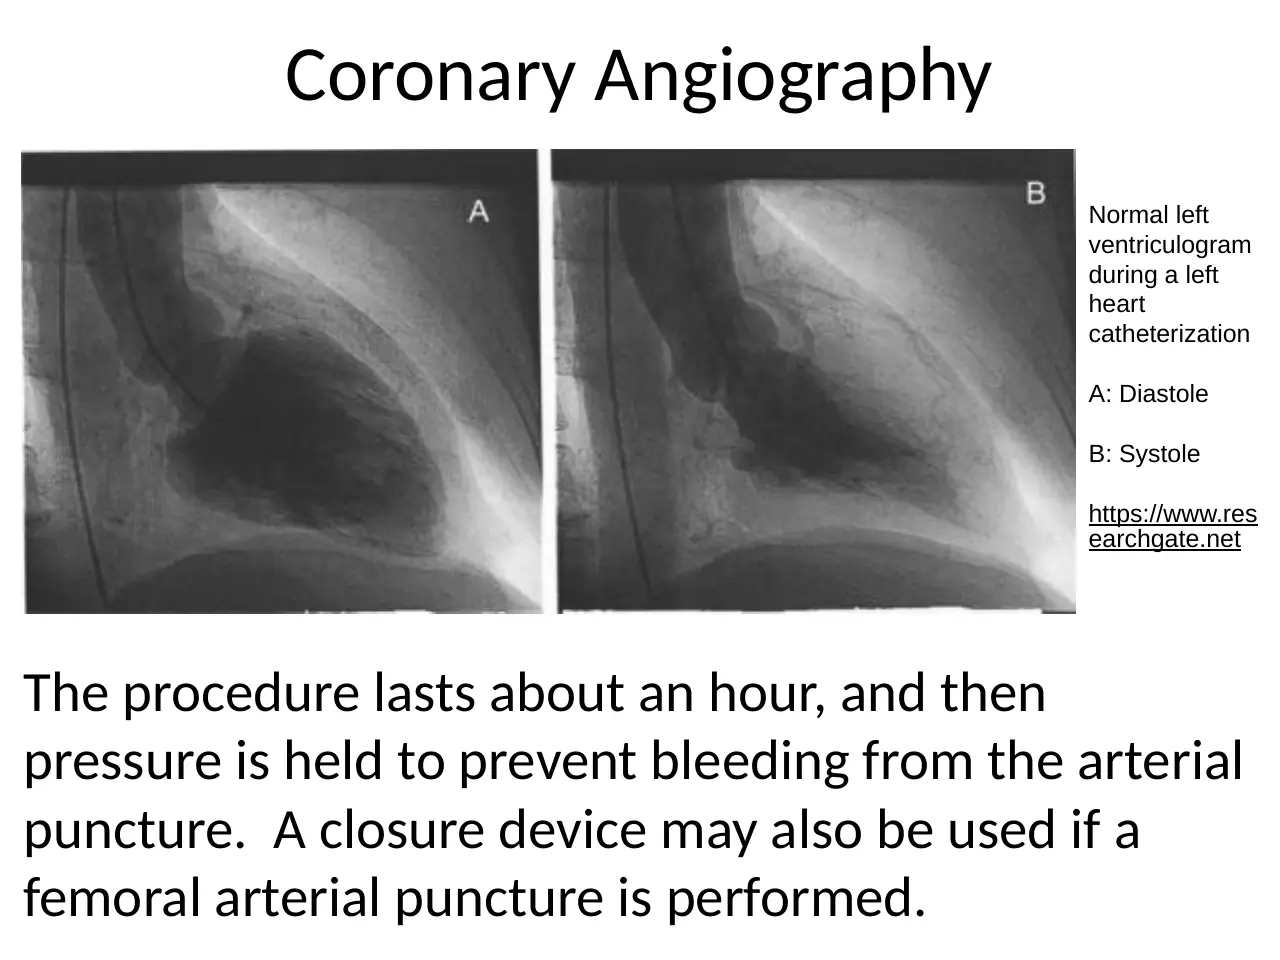 Coronary Angiography
A
B
Normal left
ventriculogram
during a left
heart
catheterization
A: Diastole
B: Systole
https://www.res
earchgate.net
The procedure lasts about an hour, and then
pressure is held to prevent bleeding from the arterial
puncture.  A closure device may also be used if a
femoral arterial puncture is performed.